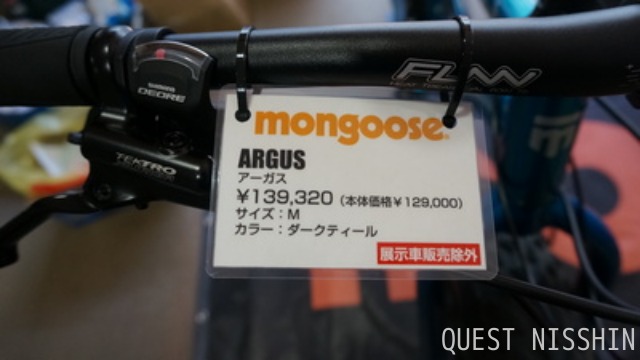 SHIMANO
DEORE
TEKTRO
mongoose
ARGUS
アーガス
￥139,320（本体価格￥129,000）
サイズ：M
カラー：ダークティール
展示車販売除外
QUEST NISSHIN